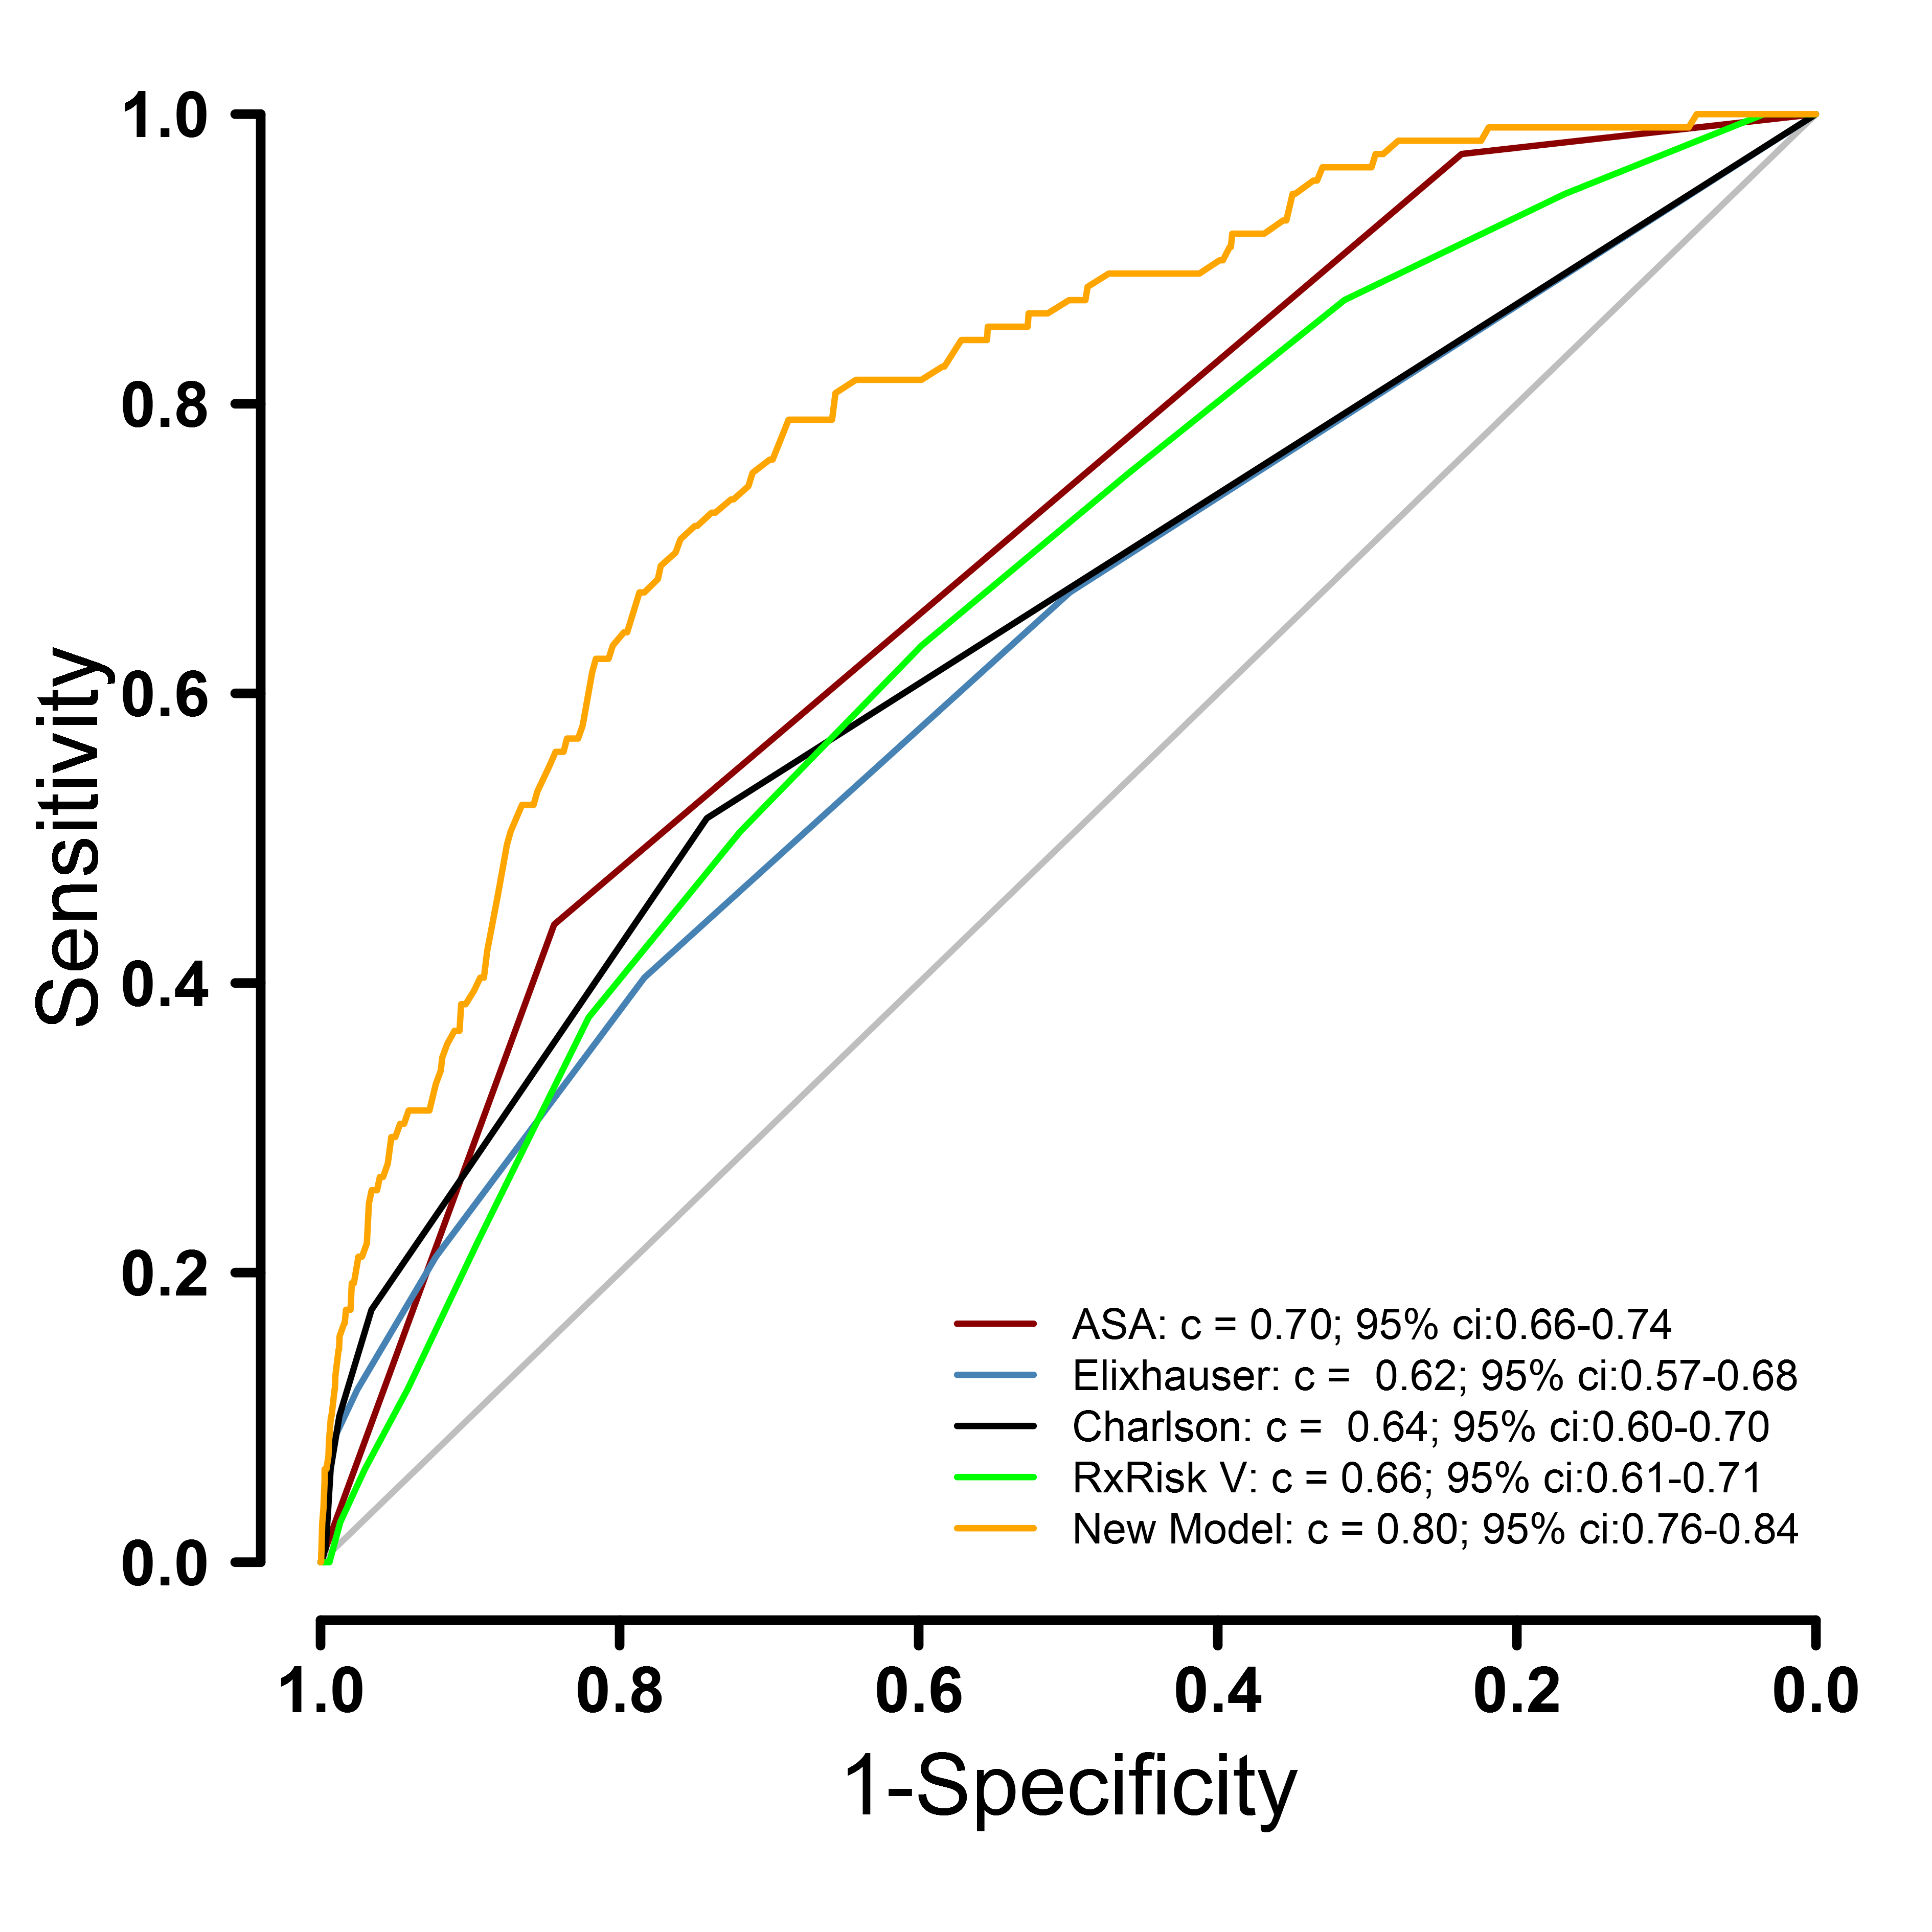 1.0
0.8
0.6
0.4
0.2
0.0
Sensitivity
ASA: c = 0.70; 95% ci:0.66-0.74
Elixhauser: c =  0.62; 95% ci:0.57-0.68
Charlson: c =  0.64; 95% ci:0.60-0.70
RxRisk V: c = 0.66; 95% ci:0.61-0.71
New Model: c = 0.80; 95% ci:0.76-0.84
1.0 0.8 0.6 0.4 0.2 0.0
1-Specificity